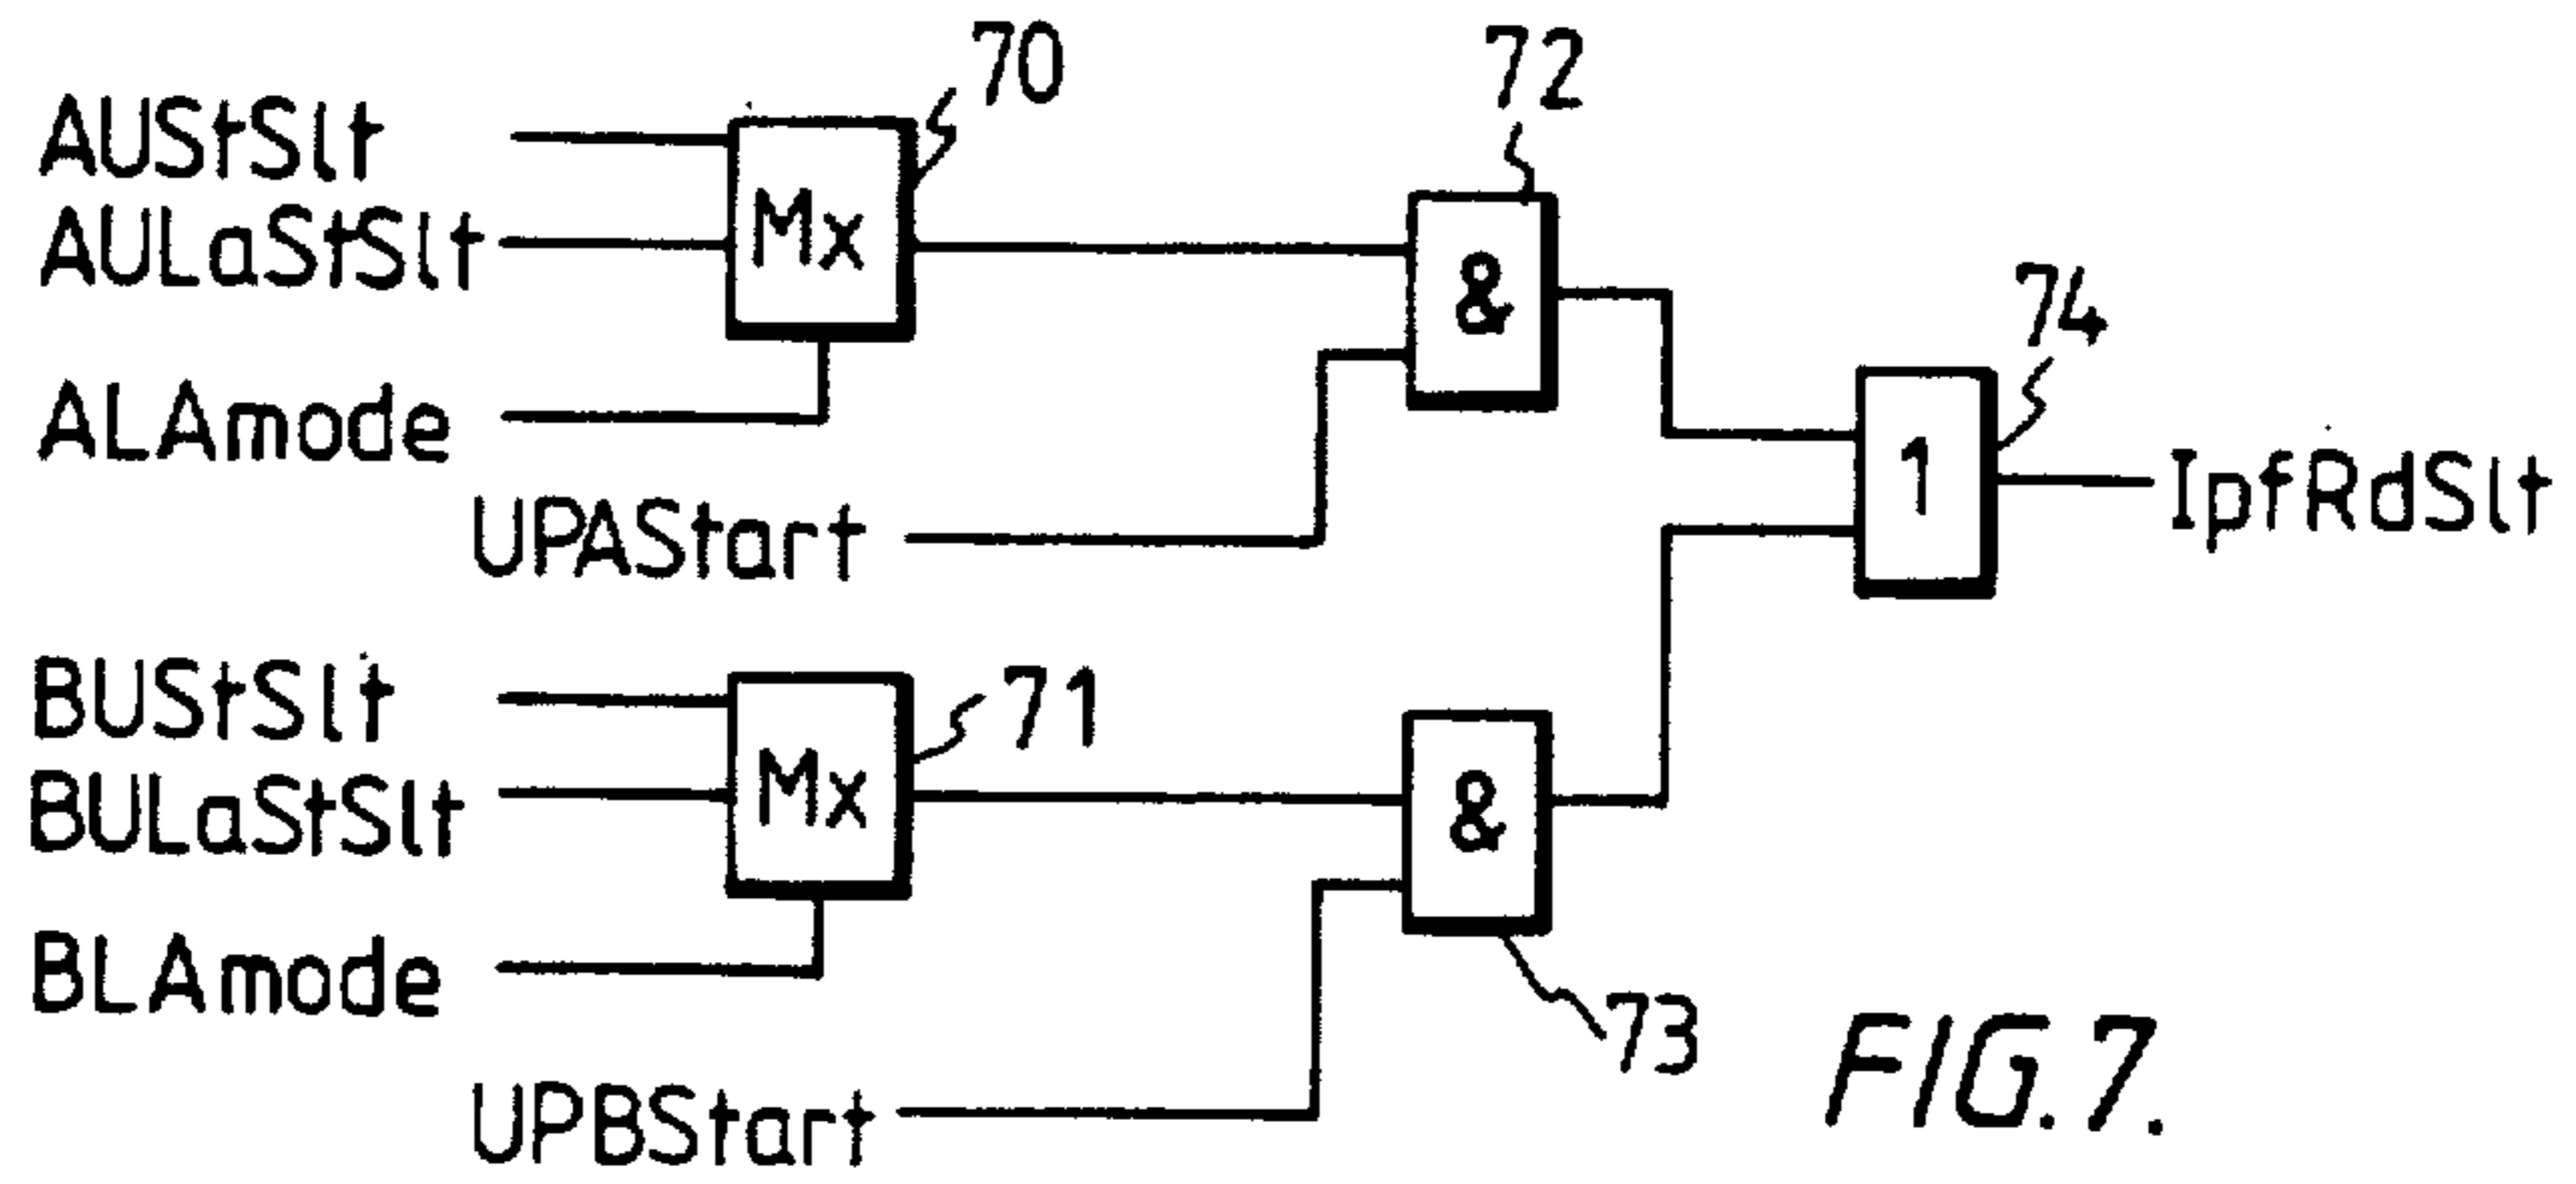 70
72
AUStSlt
Mx
AULaStSlt
&
74
ALAmode
1
IpfRdSlt
UPAStart
BUStSlt
71
Mx
BULaStSlt
&
BLAmode
73
FIG.7.
UPBStart